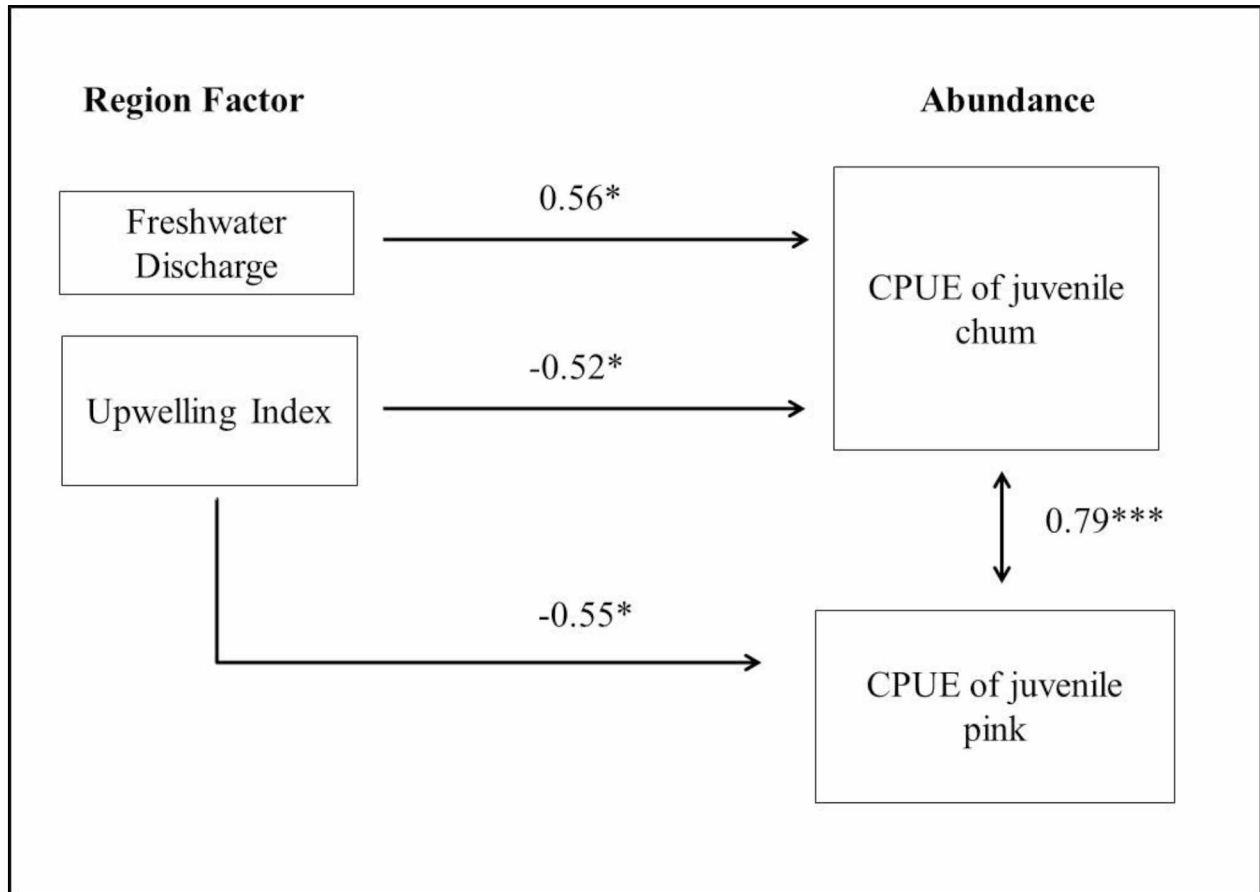 Region Factor
Abundance
Freshwater
Discharge
0.56*
CPUE of juvenile
chum
Upwelling Index
-0.52*
0.79***
-0.55*
CPUE of juvenile
pink